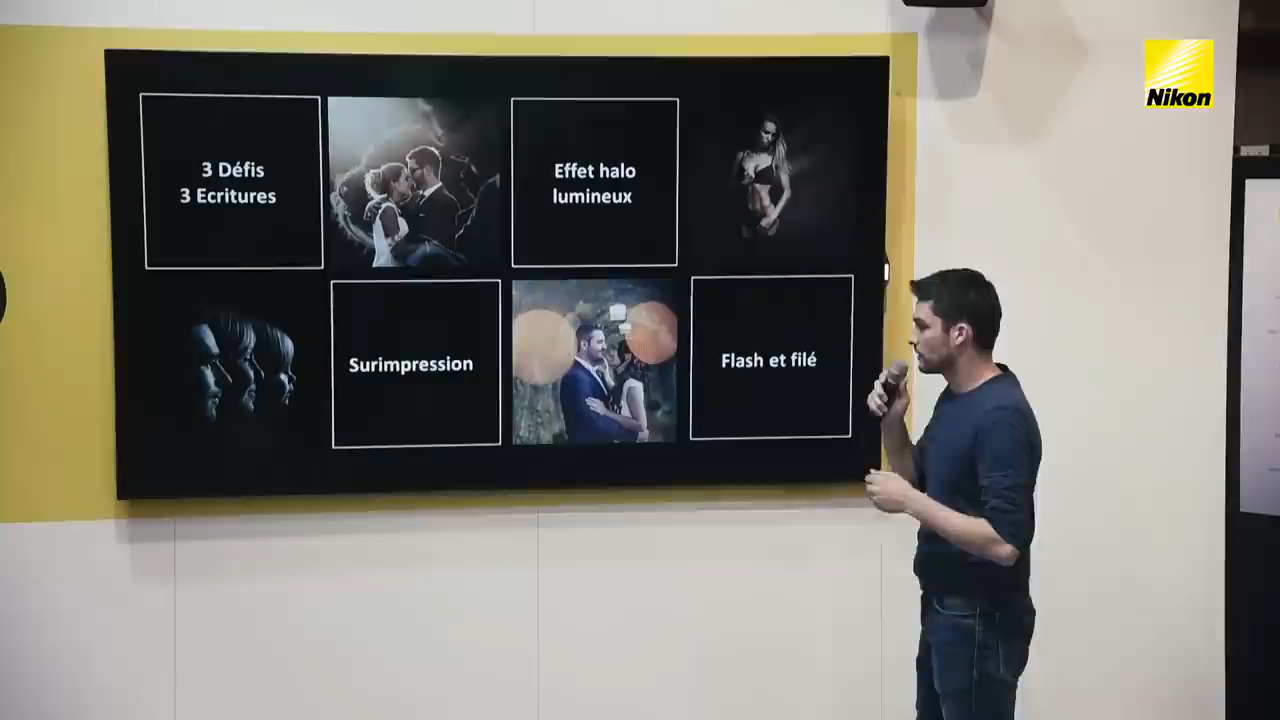 3 Défis
3 Ecritures
Effet halo
lumineux
Surimpression
Flash et filé
Nikon